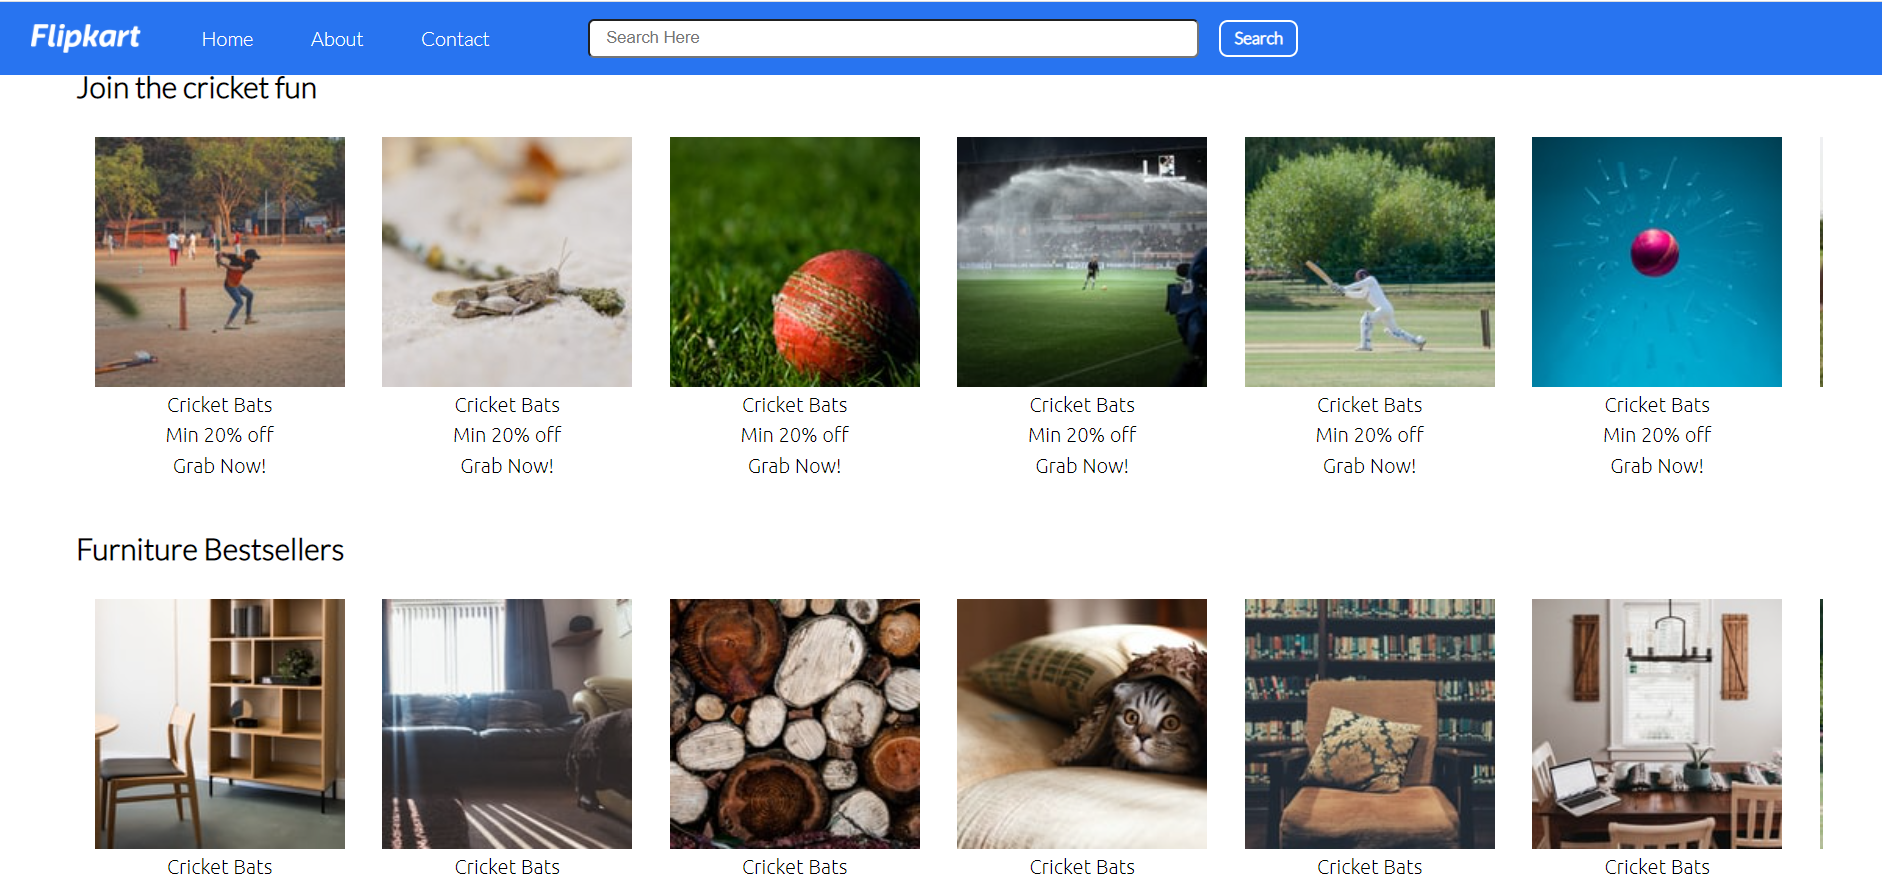 Flipkart Home About Contact Search Here Search
Join the cricket fun
Cricket Bats Cricket Bats Cricket Bats Cricket Bats Cricket Bats Cricket Bats
Min 20% off Min 20% off Min 20% off Min 20% off Min 20% off Min 20% off
Grab Now! Grab Now! Grab Now! Grab Now! Grab Now! Grab Now!
Furniture Bestsellers
Cricket Bats Cricket Bats Cricket Bats Cricket Bats Cricket Bats Cricket Bats